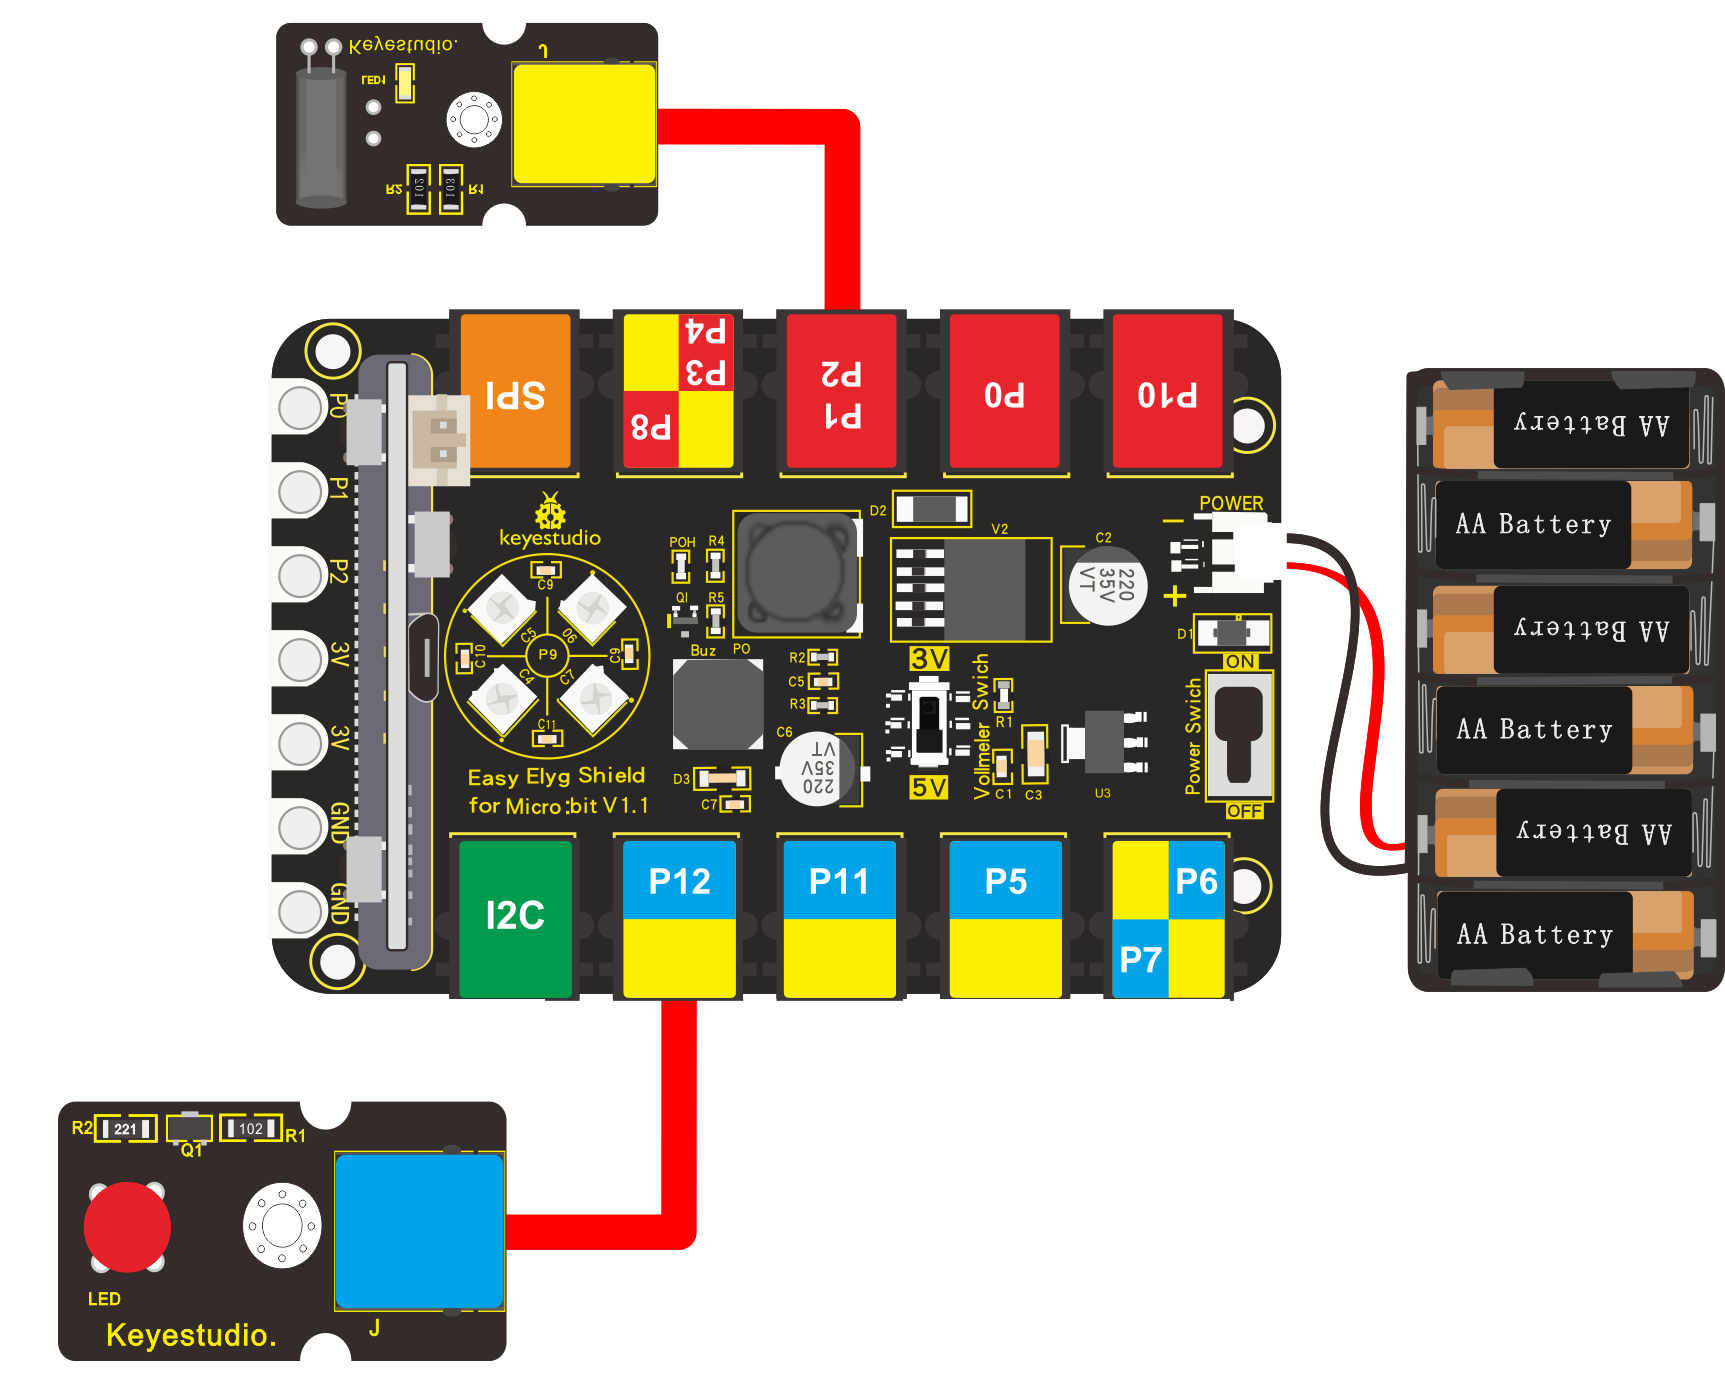 Keyestudio.
J
LED1
R2
102
103
R1
SPI
P4
P3
P8
P2
P1
P0
P10
P0
P1
P2
3V
3V
GND
GND
keyestudio
C9
C5
C10
P9
C9
C4
C7
C11
Easy Elyg Shield
for Micro:bit V1.1
POH
R4
Q1
R5
Buz
PO
R2
C5
R3
C6
220
35V
VT
D3
C7
D2
V2
C2
220
35V
VT
3V
5V
Vollmeler Swich
R1
C1
C3
U3
POWER
−
+
D1
ON
OFF
Power Swich
I2C
P12
P11
P5
P6
P7
AA Battery
AA Battery
AA Battery
AA Battery
AA Battery
AA Battery
R2
221
Q1
102
R1
LED
Keyestudio.
J